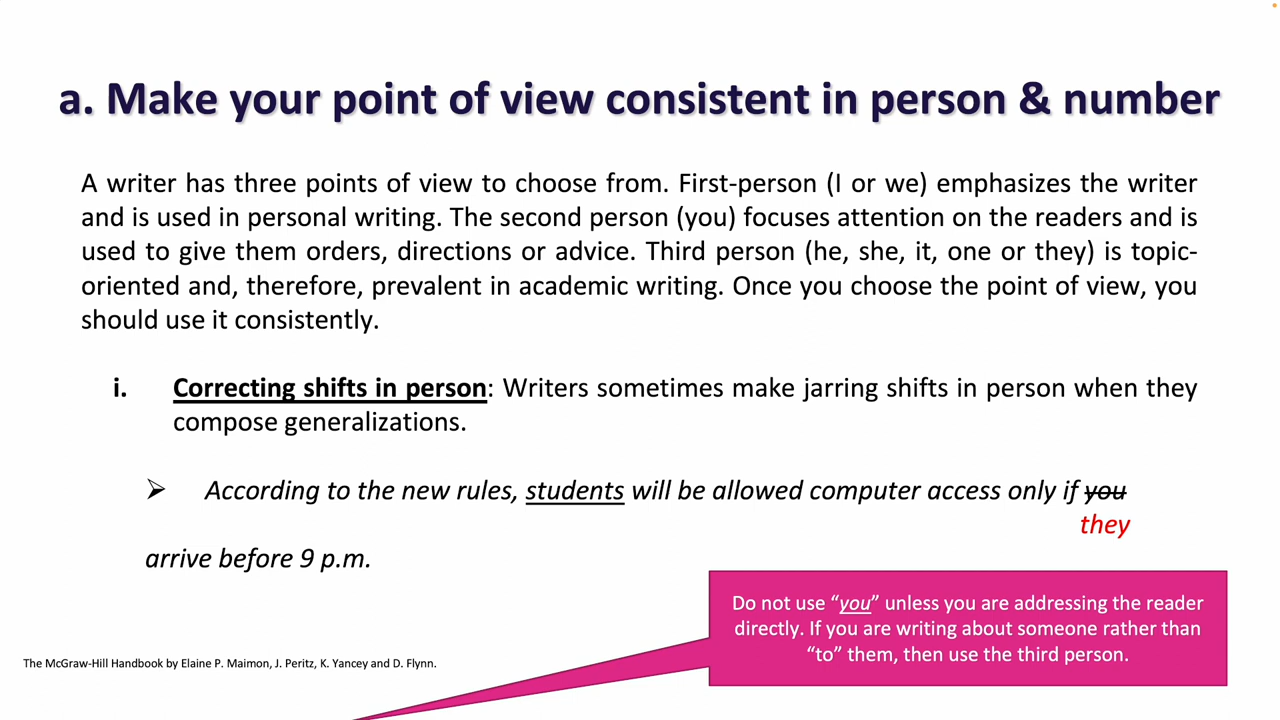 a. Make your point of view consistent in person & number
A writer has three points of view to choose from. First-person (I or we) emphasizes the writer
and is used in personal writing. The second person (you) focuses attention on the readers and is
used to give them orders, directions or advice. Third person (he, she, it, one or they) is topic-
oriented and, therefore, prevalent in academic writing. Once you choose the point of view, you
should use it consistently.
i. Correcting shifts in person: Writers sometimes make jarring shifts in person when they
compose generalizations.
➢ According to the new rules, students will be allowed computer access only if you
they
arrive before 9 p.m.
Do not use “you” unless you are addressing the reader
directly. If you are writing about someone rather than
“to” them, then use the third person.
The McGraw-Hill Handbook by Elaine P. Maimon, J. Peritz, K. Yancey and D. Flynn.